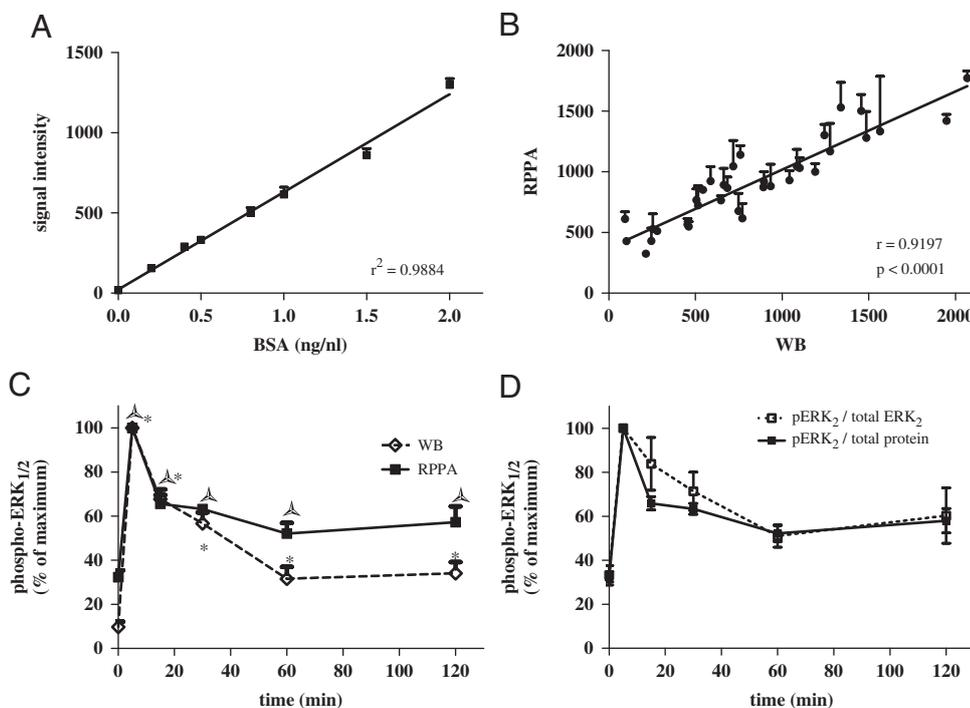 A
1500
1000
500
0
0.0 0.5 1.0 1.5 2.0
signal intensity
BSA (ng/nl)
r² = 0.9884
B
2000
1500
1000
500
0
0 500 1000 1500 2000
RPPA
WB
r = 0.9197
p < 0.0001
C
100
80
60
40
20
0
0 20 40 60 80 100 120
phospho-ERK₁/₂
(% of maximum)
time (min)
WB
RPPA
*
*
*
*
*
D
100
80
60
40
20
0
0 20 40 60 80 100 120
phospho-ERK₁/₂
(% of maximum)
time (min)
pERK₂ / total ERK₂
pERK₂ / total protein